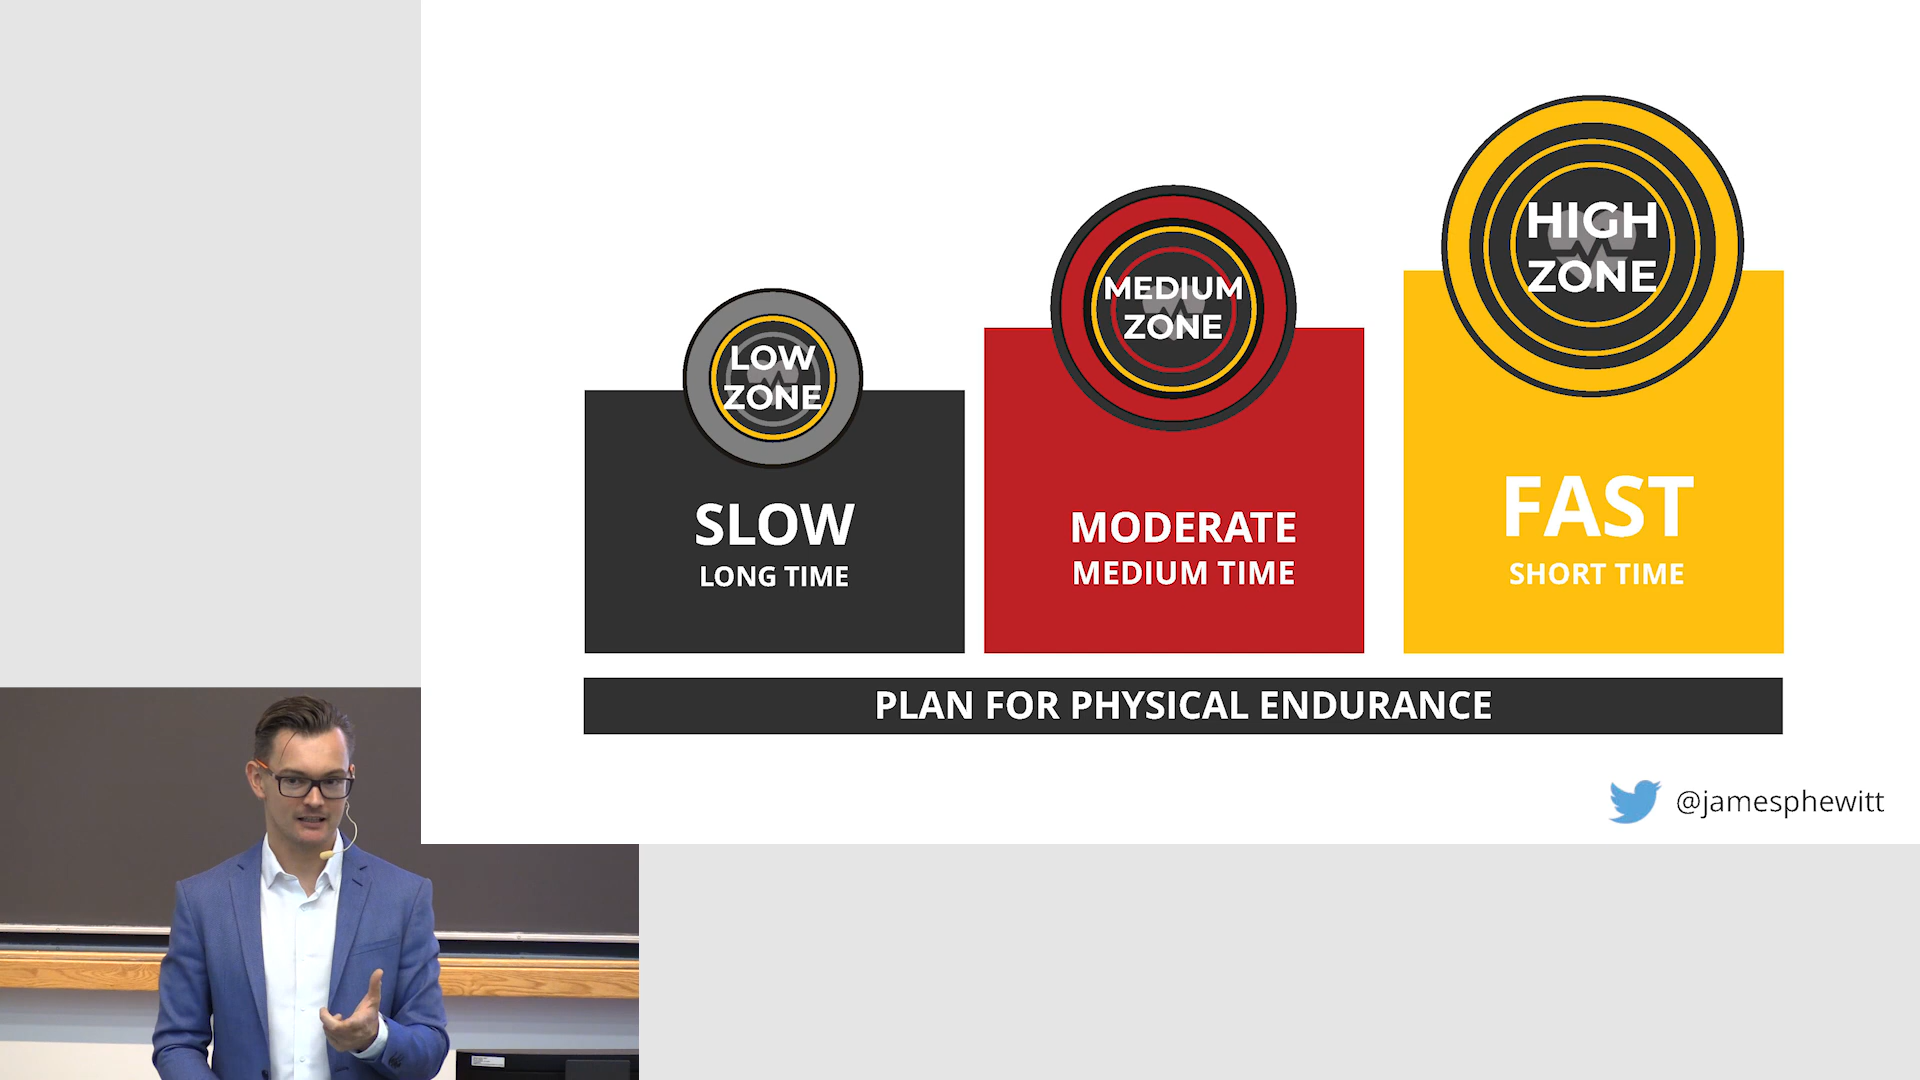 LOW
ZONE
SLOW
LONG TIME
MEDIUM
ZONE
MODERATE
MEDIUM TIME
HIGH
ZONE
FAST
SHORT TIME
PLAN FOR PHYSICAL ENDURANCE
@jamesphewitt